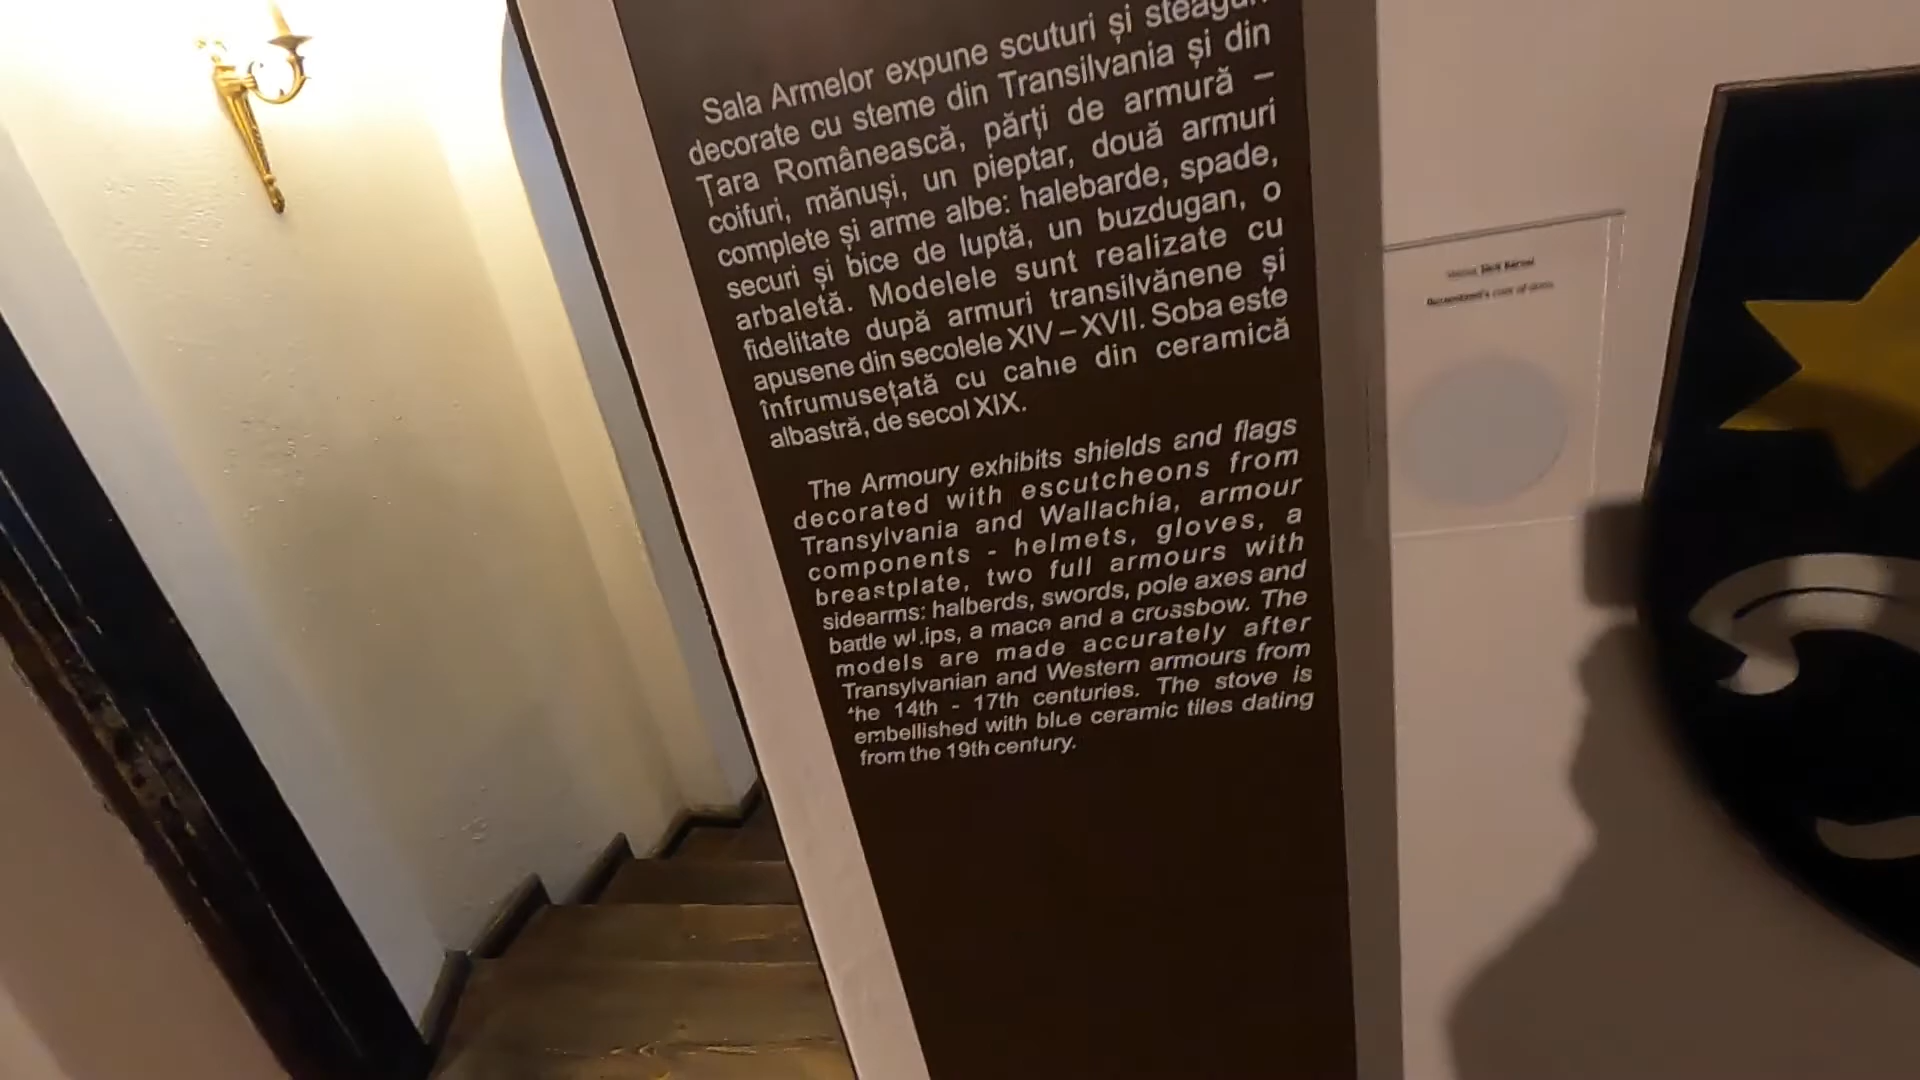 Sala Armelor expune scuturi și steaguri
decorate cu steme din Transilvania și din
Țara Românească, părți de armură –
coifuri, mănuși, un pieptar, două armuri
complete și arme albe: halebarde, spade,
securi și bice de luptă, un buzdugan, o
arbaletă. Modelele sunt realizate cu
fidelitate după armuri transilvănene și
apusene din secolele XIV – XVII. Soba este
înfrumusețată cu cahle din ceramică
albastră, de secol XIX.
The Armoury exhibits shields and flags
decorated with escutcheons from
Transylvania and Wallachia, armour
components - helmets, gloves, a
breastplate, two full armours with
sidearms: halberds, swords, pole axes and
battle whips, a mace and a crossbow. The
models are made accurately after
Transylvanian and Western armours from
the 14th - 17th centuries. The stove is
embellished with blue ceramic tiles dating
from the 19th century.
coat of arms